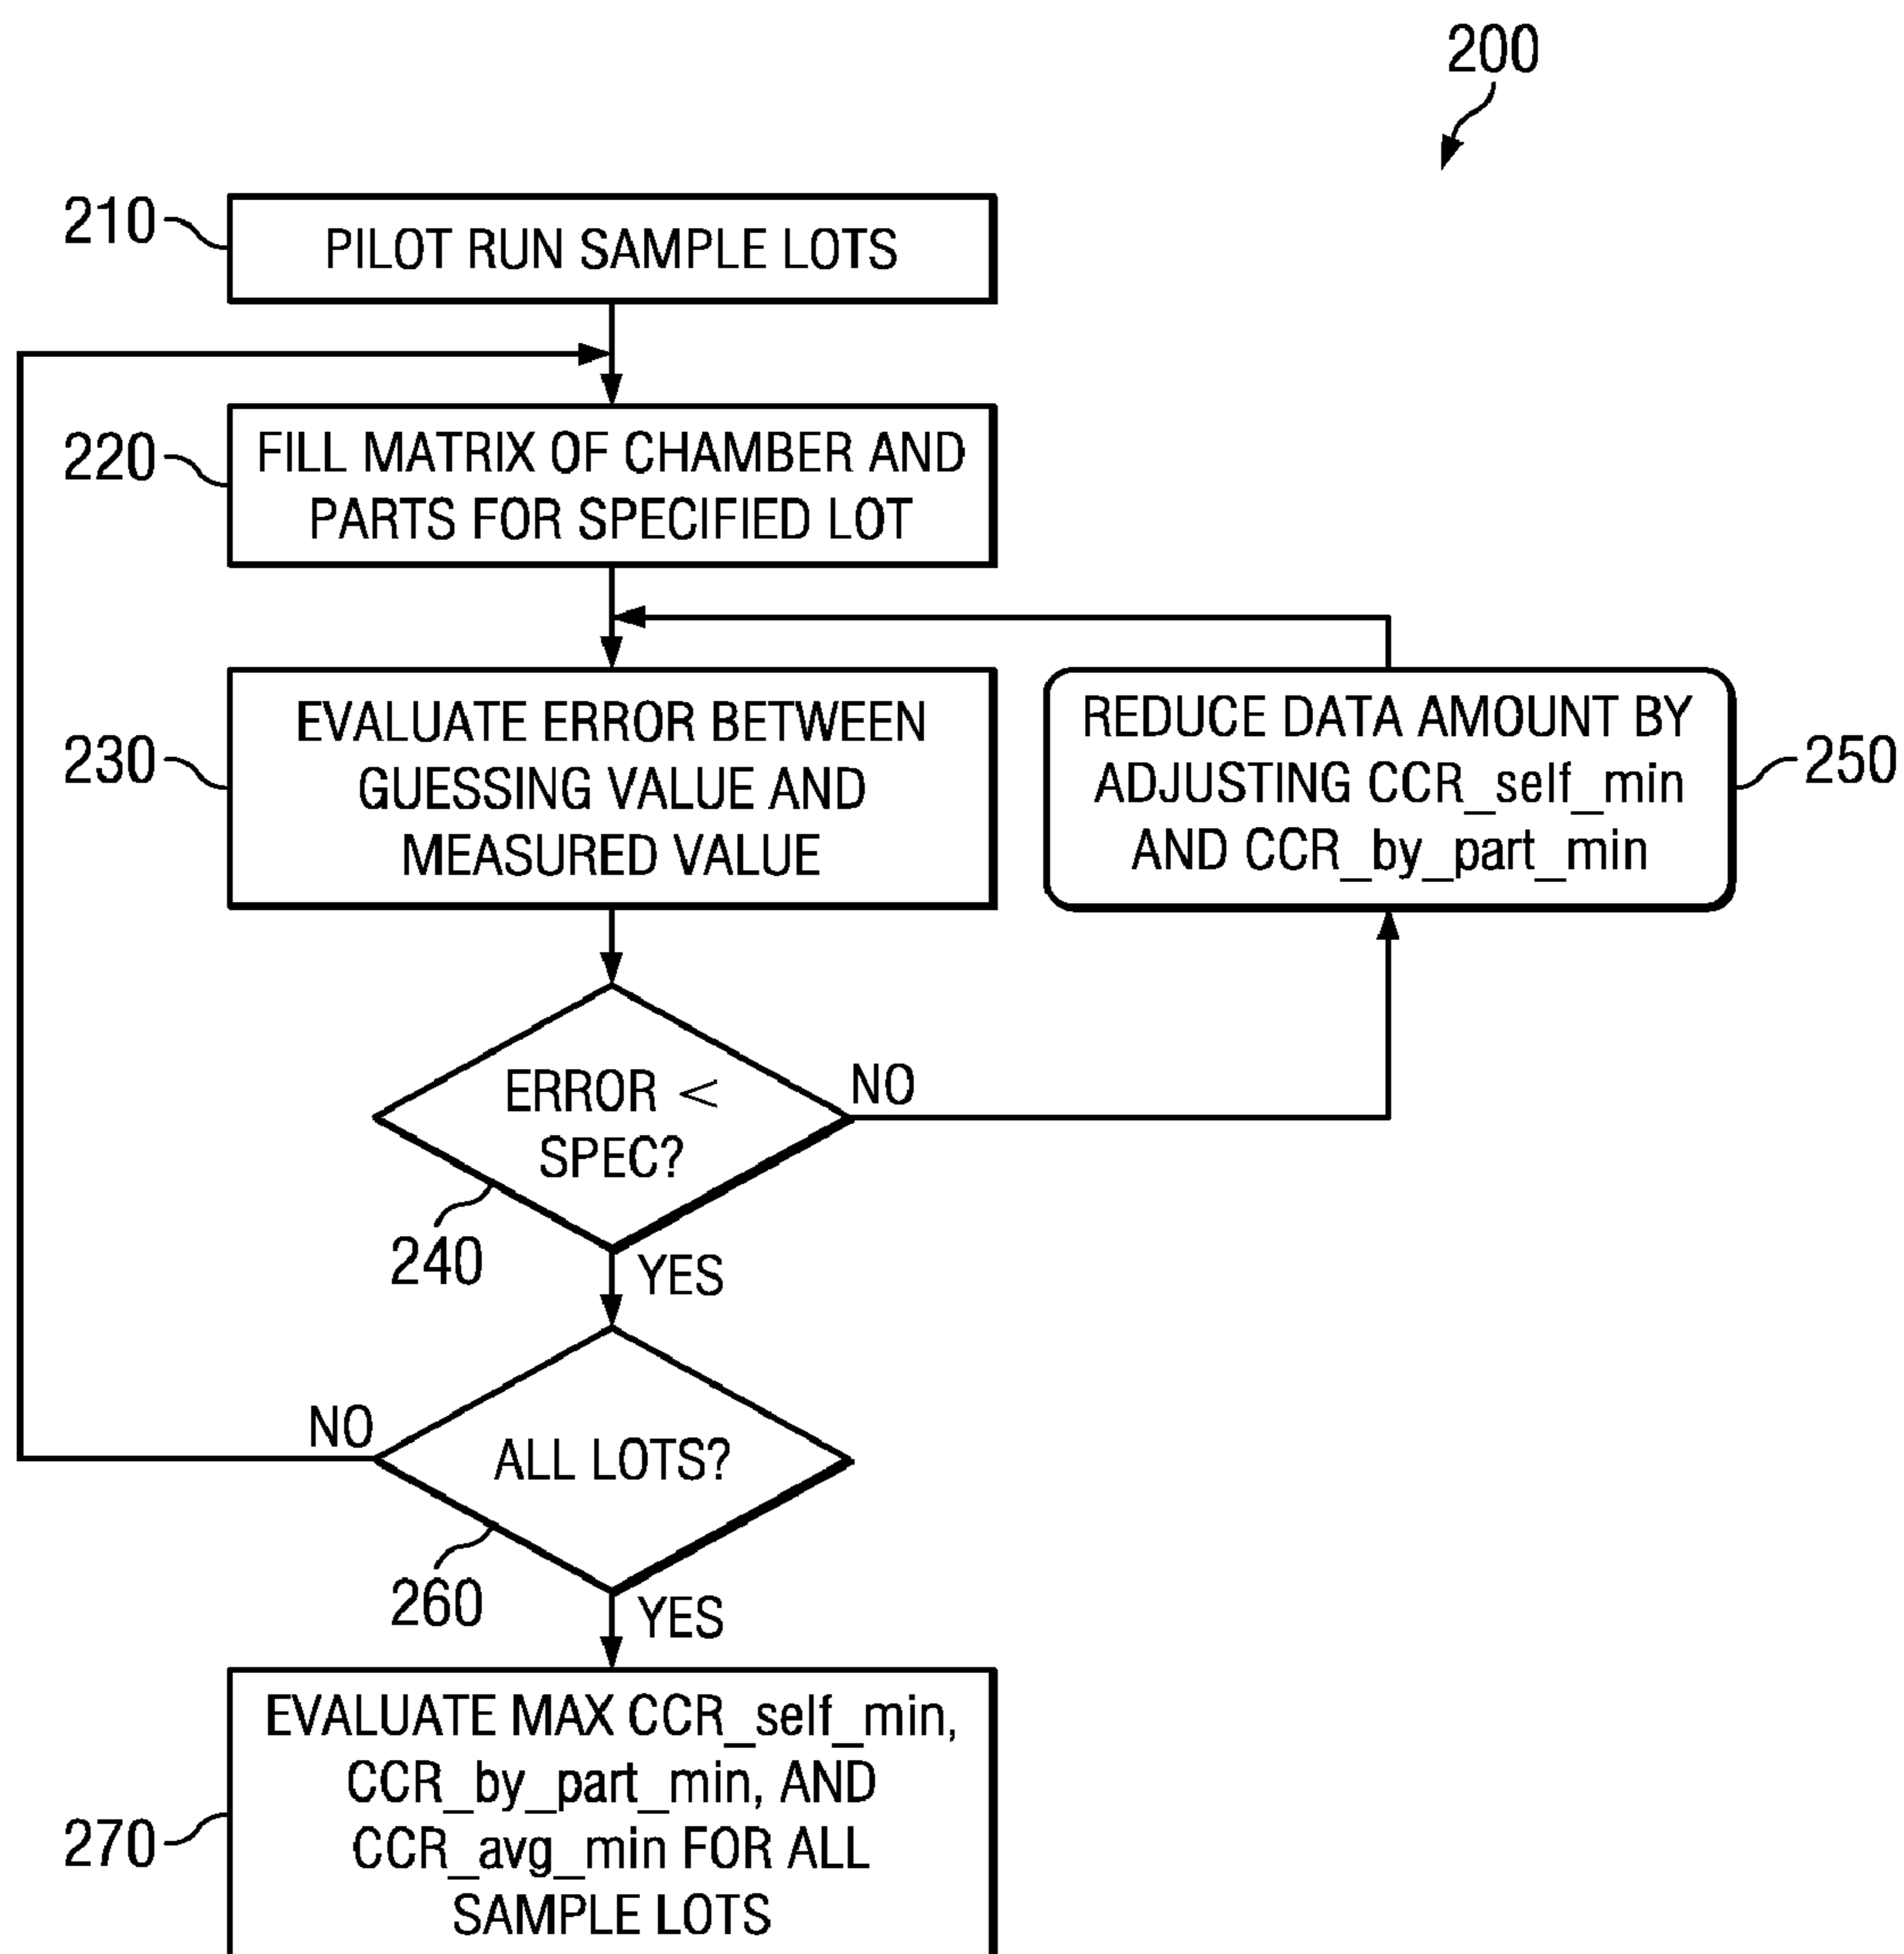 200
210
PILOT RUN SAMPLE LOTS
220
FILL MATRIX OF CHAMBER AND
PARTS FOR SPECIFIED LOT
230
EVALUATE ERROR BETWEEN
GUESSING VALUE AND
MEASURED VALUE
REDUCE DATA AMOUNT BY
ADJUSTING CCR_self_min
AND CCR_by_part_min
250
ERROR <
SPEC?
NO
240
YES
NO
ALL LOTS?
260
YES
270
EVALUATE MAX CCR_self_min,
CCR_by_part_min, AND
CCR_avg_min FOR ALL
SAMPLE LOTS